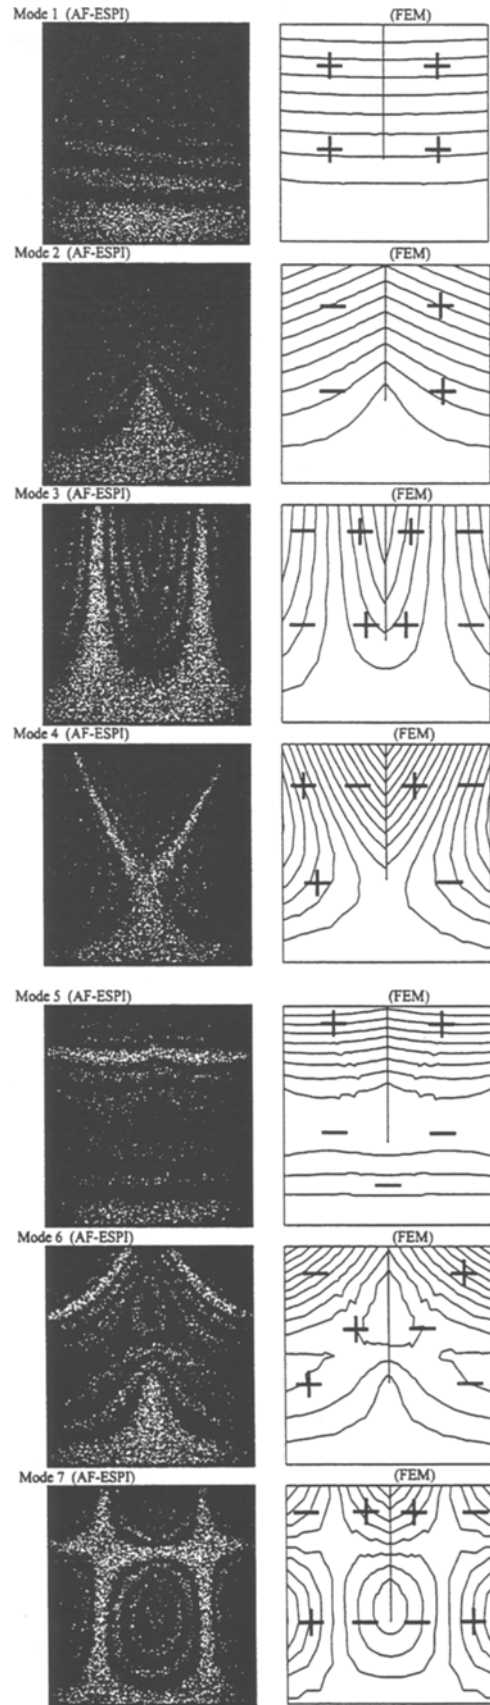 Mode 1 (AF-ESPI) (FEM)
+ +
+ +
Mode 2 (AF-ESPI) (FEM)
− +
− +
Mode 3 (AF-ESPI) (FEM)
− + + −
− + + −
Mode 4 (AF-ESPI) (FEM)
+ − + −
+ −
Mode 5 (AF-ESPI) (FEM)
+ +
− −
−
Mode 6 (AF-ESPI) (FEM)
− +
+ −
+ −
Mode 7 (AF-ESPI) (FEM)
− + + −
+ − − +